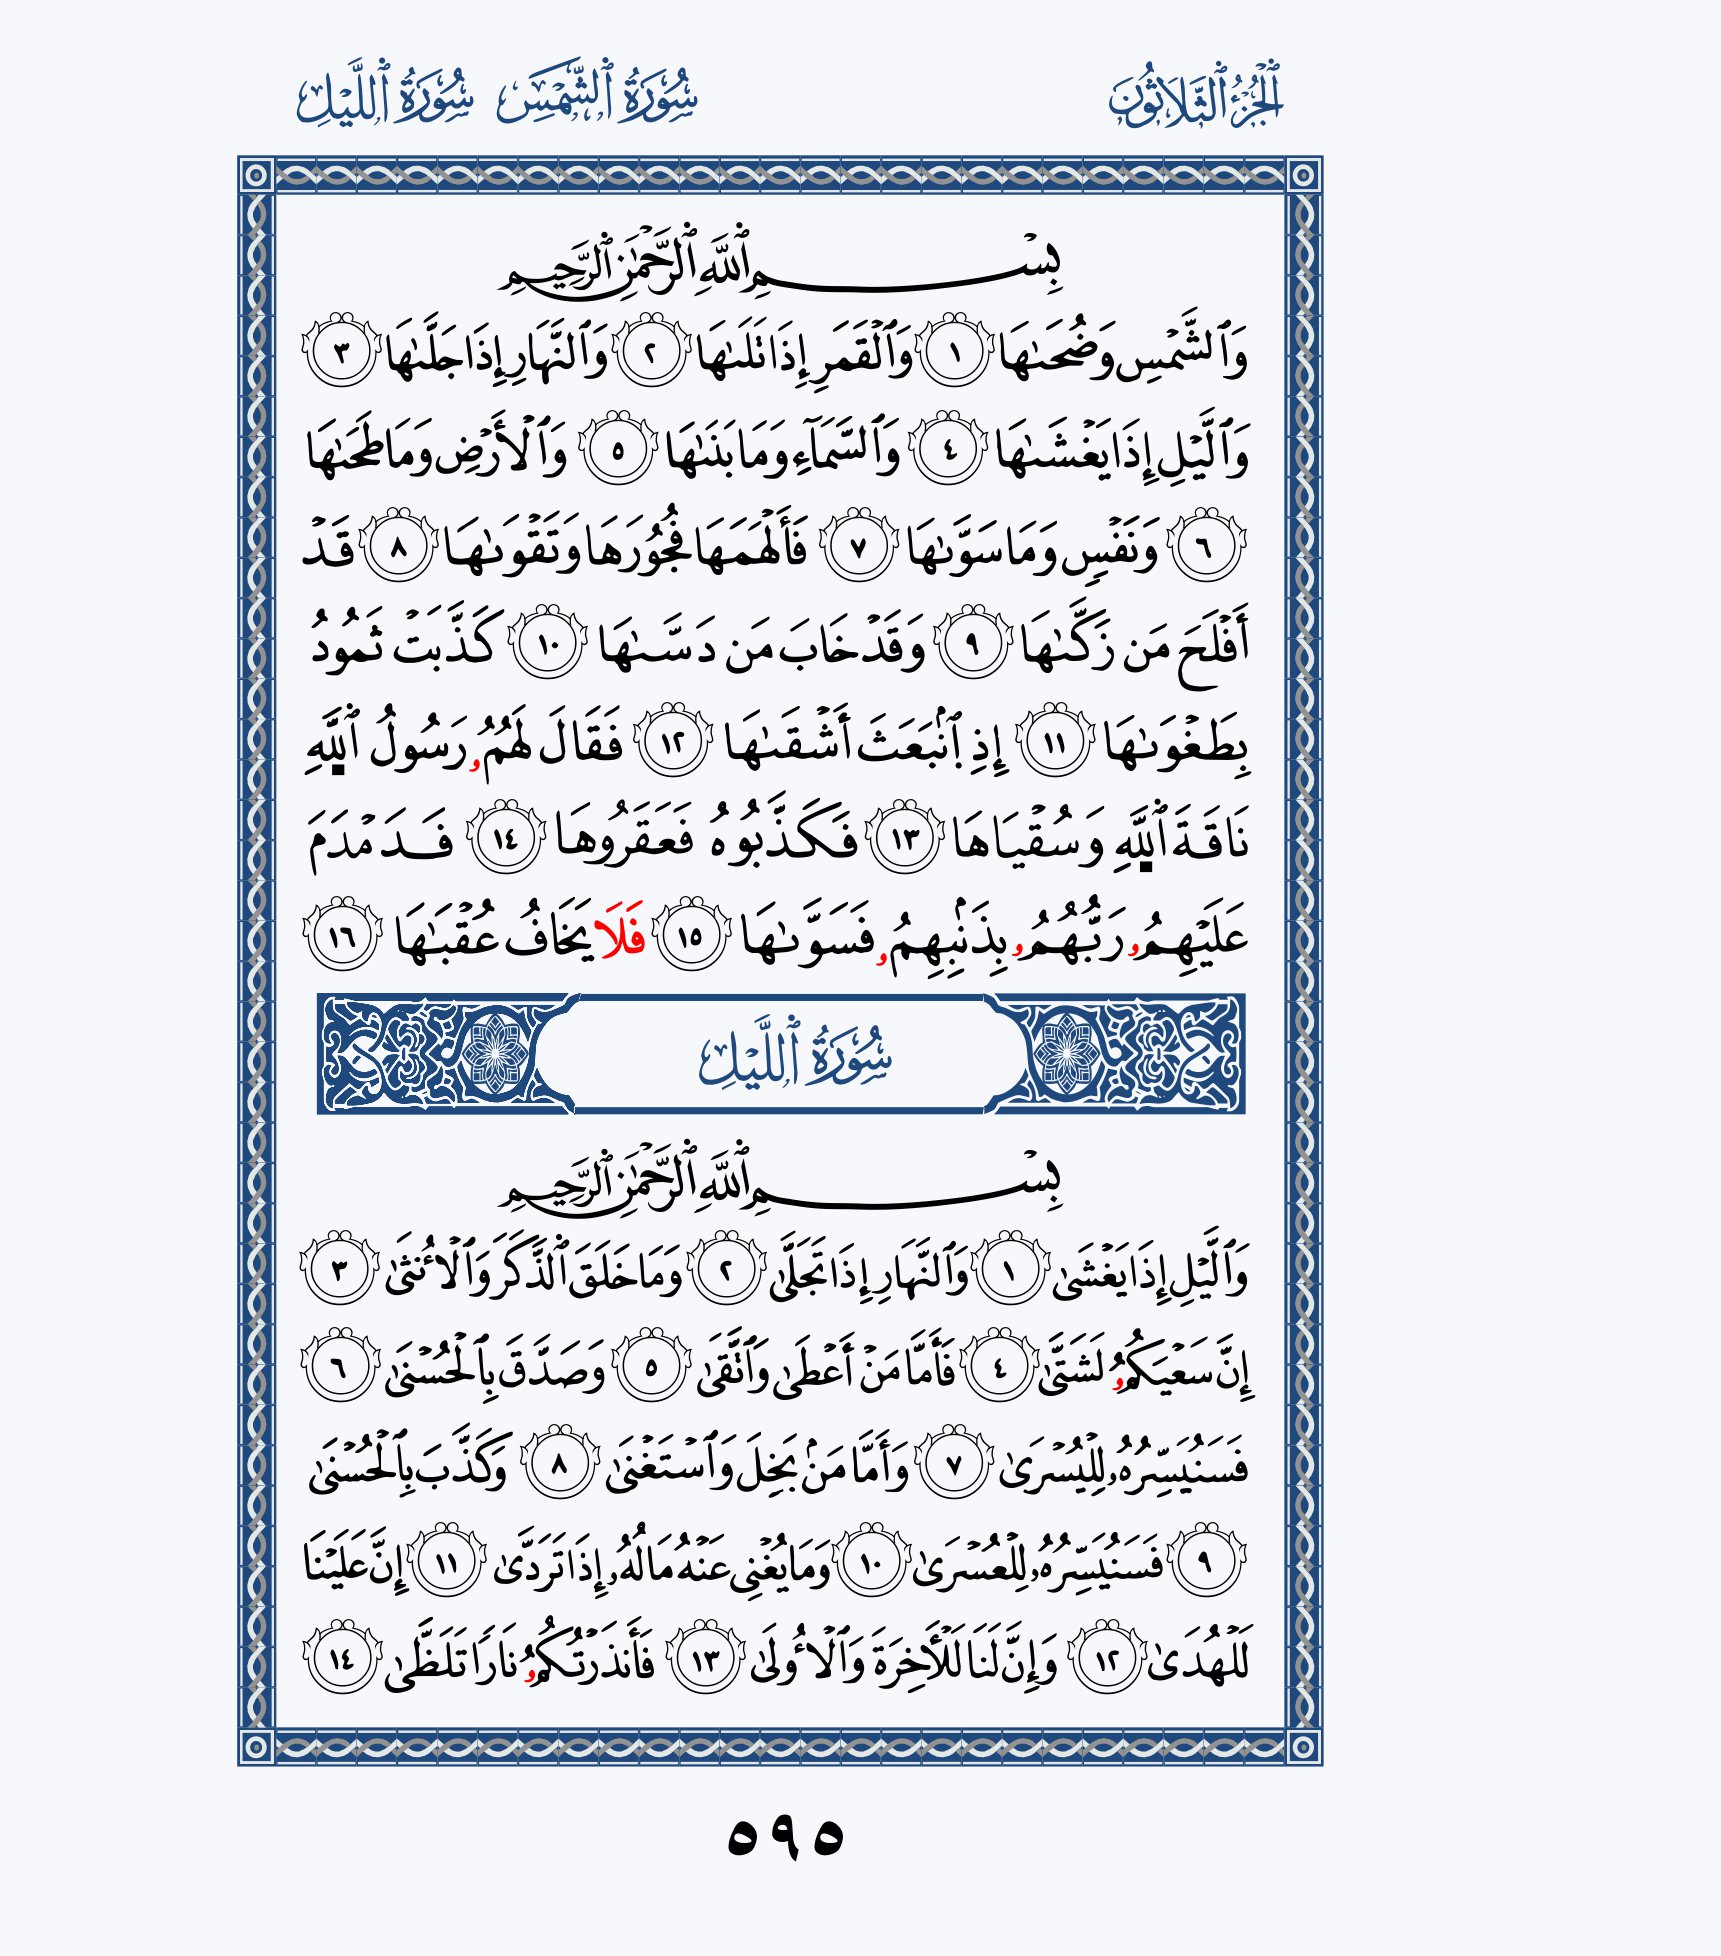 الجُزْءُ ٱلثَّلَاثُونَ سُورَةُ ٱلشَّمْسِ سُورَةُ ٱللَّيْلِ
بِسْمِ ٱللَّهِ ٱلرَّحْمَٰنِ ٱلرَّحِيمِ
وَٱلشَّمْسِ وَضُحَىٰهَا ١ وَٱلْقَمَرِ إِذَا تَلَىٰهَا ٢ وَٱلنَّهَارِ إِذَا جَلَّىٰهَا ٣
وَٱلَّيْلِ إِذَا يَغْشَىٰهَا ٤ وَٱلسَّمَآءِ وَمَا بَنَىٰهَا ٥ وَٱلْأَرْضِ وَمَا طَحَىٰهَا
٦ وَنَفْسٍ وَمَا سَوَّىٰهَا ٧ فَأَلْهَمَهَا فُجُورَهَا وَتَقْوَىٰهَا ٨ قَدْ
أَفْلَحَ مَن زَكَّىٰهَا ٩ وَقَدْ خَابَ مَن دَسَّىٰهَا ١٠ كَذَّبَتْ ثَمُودُ
بِطَغْوَىٰهَا ١١ إِذِ ٱنۢبَعَثَ أَشْقَىٰهَا ١٢ فَقَالَ لَهُمُۥ رَسُولُ ٱللَّهِ
نَاقَةَ ٱللَّهِ وَسُقْيَاهَا ١٣ فَكَذَّبُوهُ فَعَقَرُوهَا ١٤ فَدَمْدَمَ
عَلَيْهِمُۥ رَبُّهُمُۥ بِذَنۢبِهِمُۥ فَسَوَّىٰهَا ١٥ فَلَا يَخَافُ عُقْبَٰهَا ١٦
سُورَةُ ٱللَّيْلِ
بِسْمِ ٱللَّهِ ٱلرَّحْمَٰنِ ٱلرَّحِيمِ
وَٱلَّيْلِ إِذَا يَغْشَىٰ ١ وَٱلنَّهَارِ إِذَا تَجَلَّىٰ ٢ وَمَا خَلَقَ ٱلذَّكَرَ وَٱلْأُنثَىٰ ٣
إِنَّ سَعْيَكُمُۥ لَشَتَّىٰ ٤ فَأَمَّا مَنْ أَعْطَىٰ وَٱتَّقَىٰ ٥ وَصَدَّقَ بِٱلْحُسْنَىٰ ٦
فَسَنُيَسِّرُهُۥ لِلْيُسْرَىٰ ٧ وَأَمَّا مَنۢ بَخِلَ وَٱسْتَغْنَىٰ ٨ وَكَذَّبَ بِٱلْحُسْنَىٰ
٩ فَسَنُيَسِّرُهُۥ لِلْعُسْرَىٰ ١٠ وَمَا يُغْنِى عَنْهُ مَالُهُۥ إِذَا تَرَدَّىٰ ١١ إِنَّ عَلَيْنَا
لَلْهُدَىٰ ١٢ وَإِنَّ لَنَا لَلْأَخِرَةَ وَٱلْأُولَىٰ ١٣ فَأَنذَرْتُكُمُۥ نَارًا تَلَظَّىٰ ١٤
٥٩٥